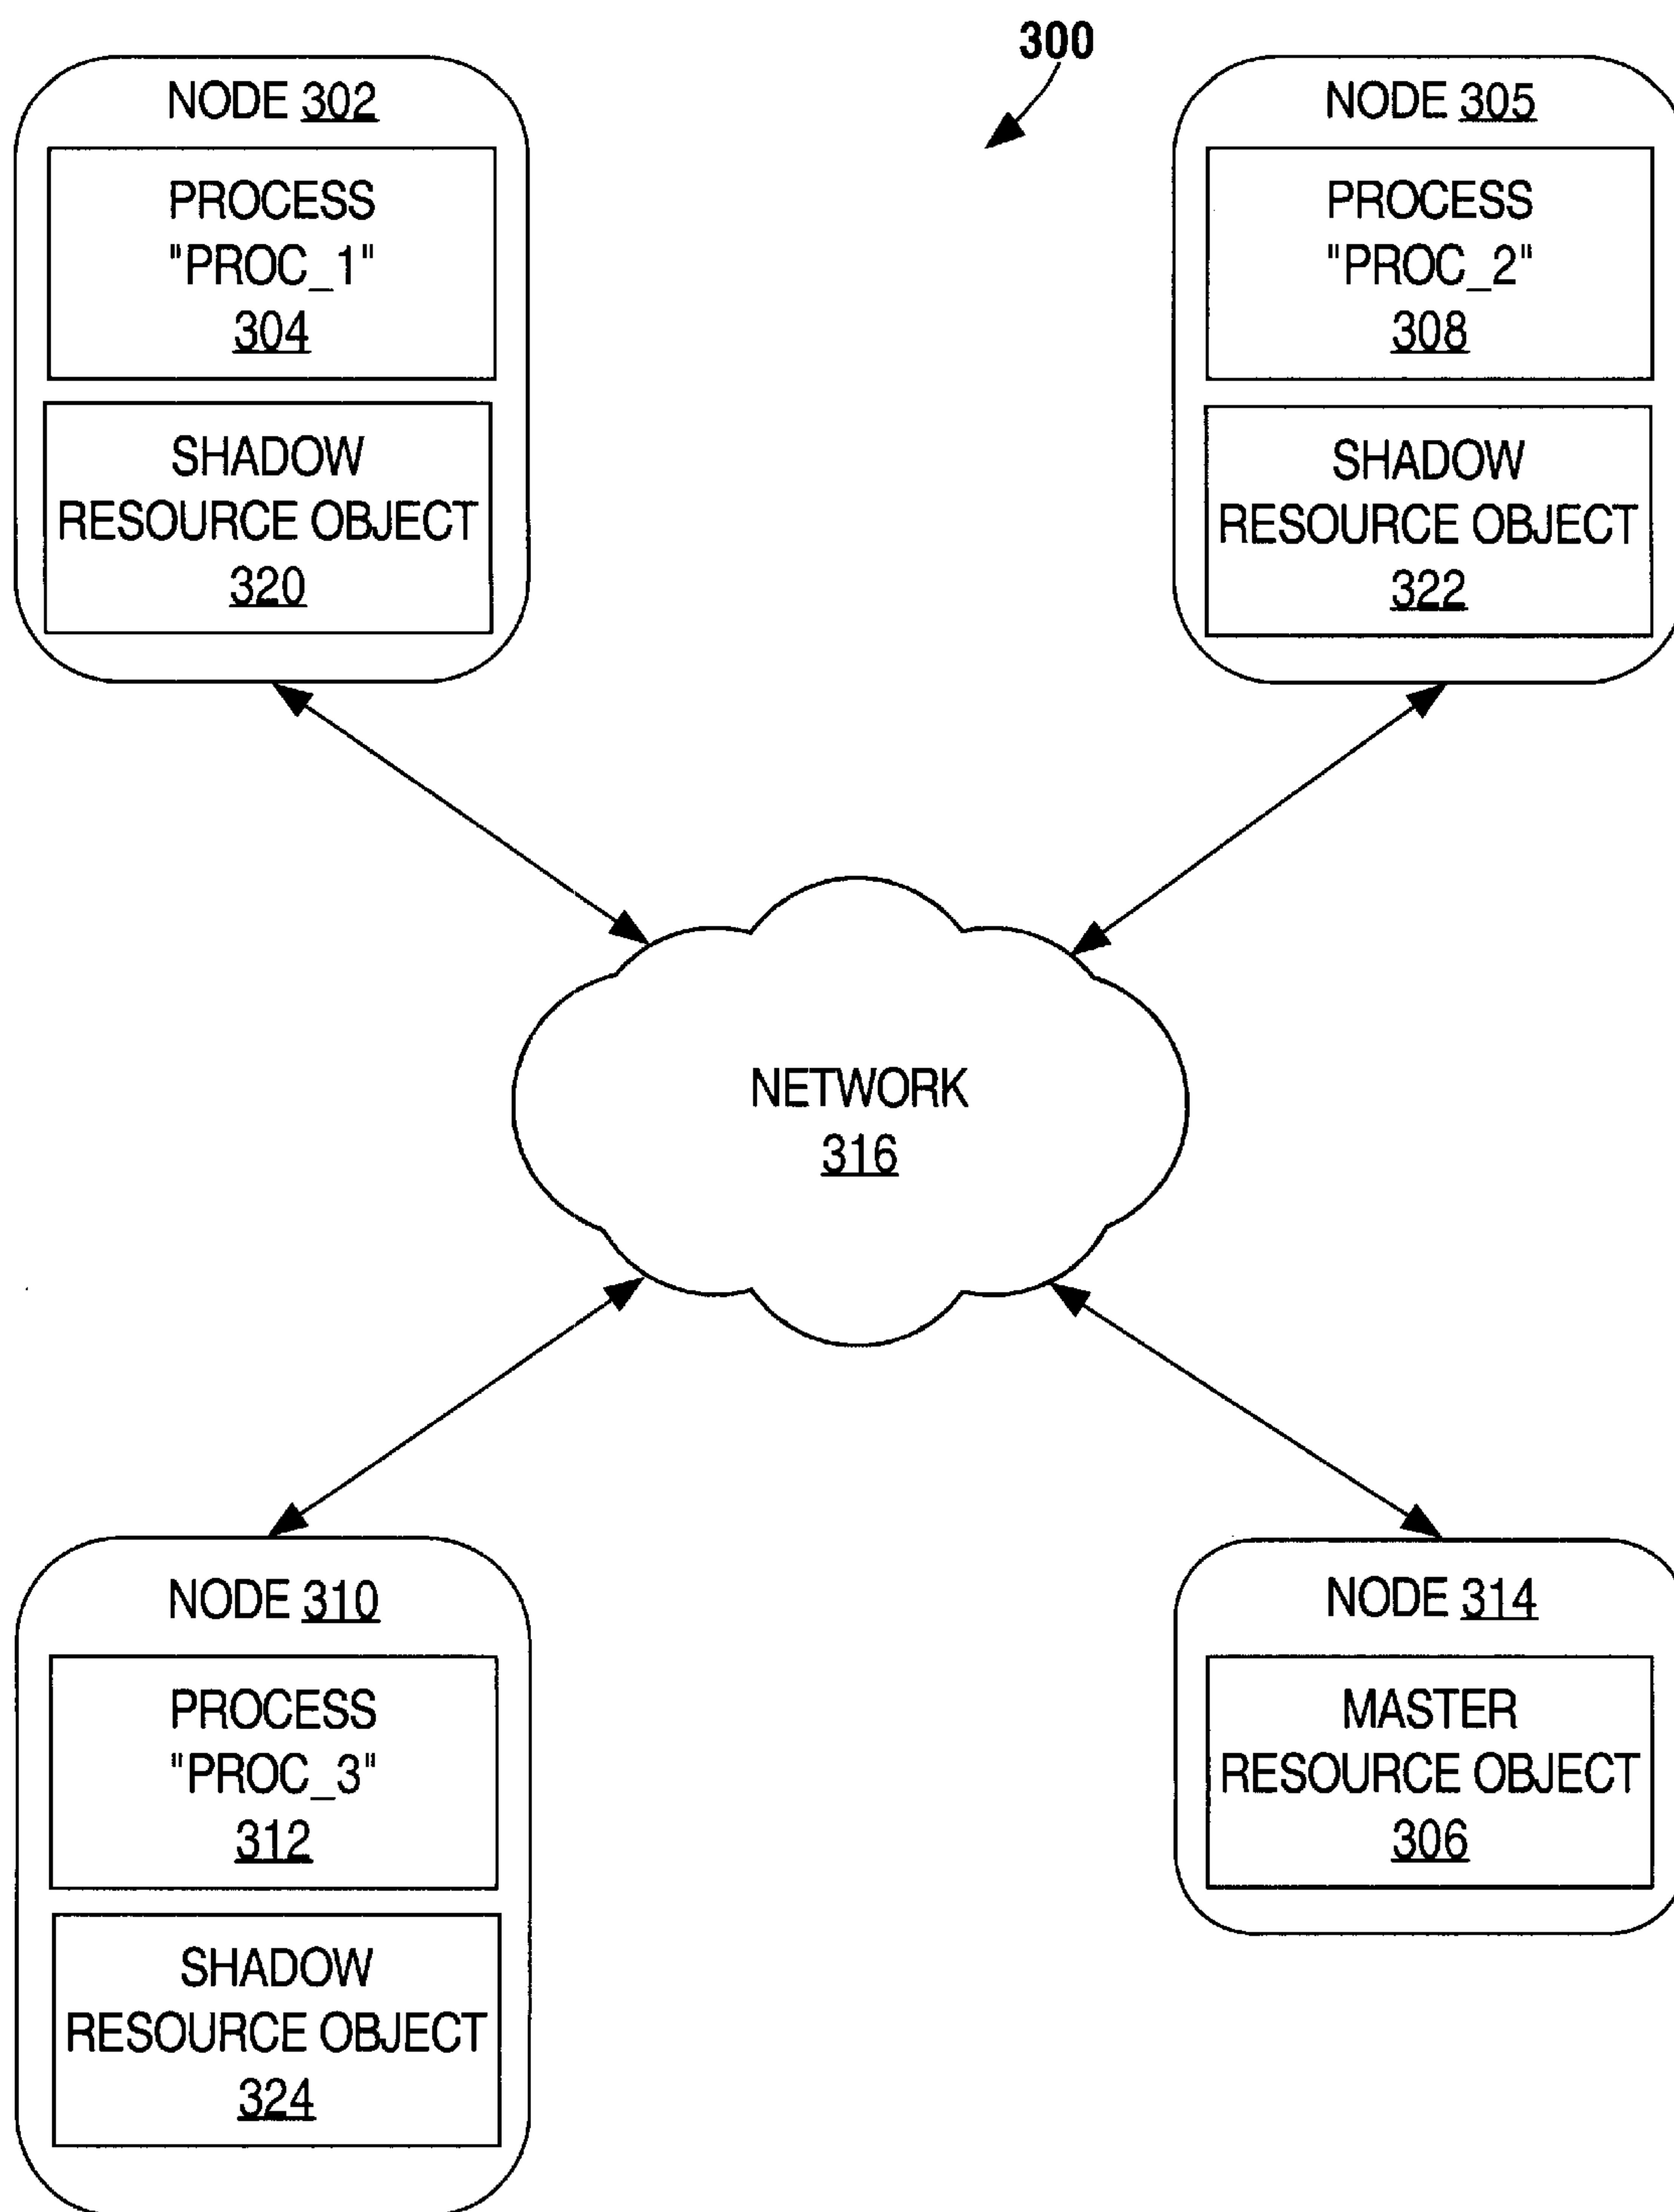 300
NODE 302
PROCESS
"PROC_1"
304
SHADOW
RESOURCE OBJECT
320
NODE 305
PROCESS
"PROC_2"
308
SHADOW
RESOURCE OBJECT
322
NETWORK
316
NODE 310
PROCESS
"PROC_3"
312
SHADOW
RESOURCE OBJECT
324
NODE 314
MASTER
RESOURCE OBJECT
306